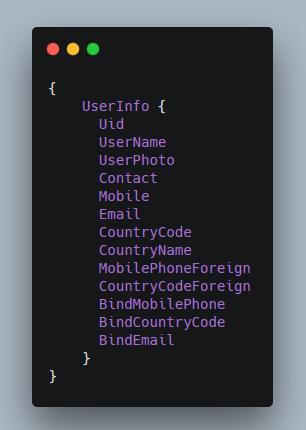 {
UserInfo {
Uid
UserName
UserPhoto
Contact
Mobile
Email
CountryCode
CountryName
MobilePhoneForeign
CountryCodeForeign
BindMobilePhone
BindCountryCode
BindEmail
}
}